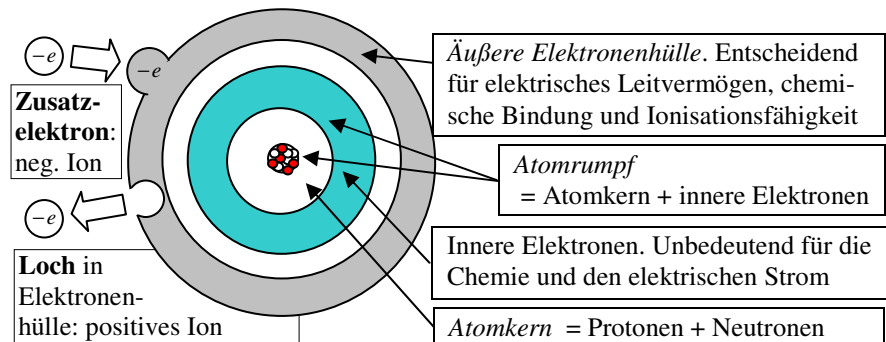 −e
−e
Zusatz-
elektron:
neg. Ion
−e
Loch in
Elektronen-
hülle: positives Ion
Äußere Elektronenhülle. Entscheidend
für elektrisches Leitvermögen, chemi-
sche Bindung und Ionisationsfähigkeit
Atomrumpf
= Atomkern + innere Elektronen
Innere Elektronen. Unbedeutend für die
Chemie und den elektrischen Strom
Atomkern = Protonen + Neutronen